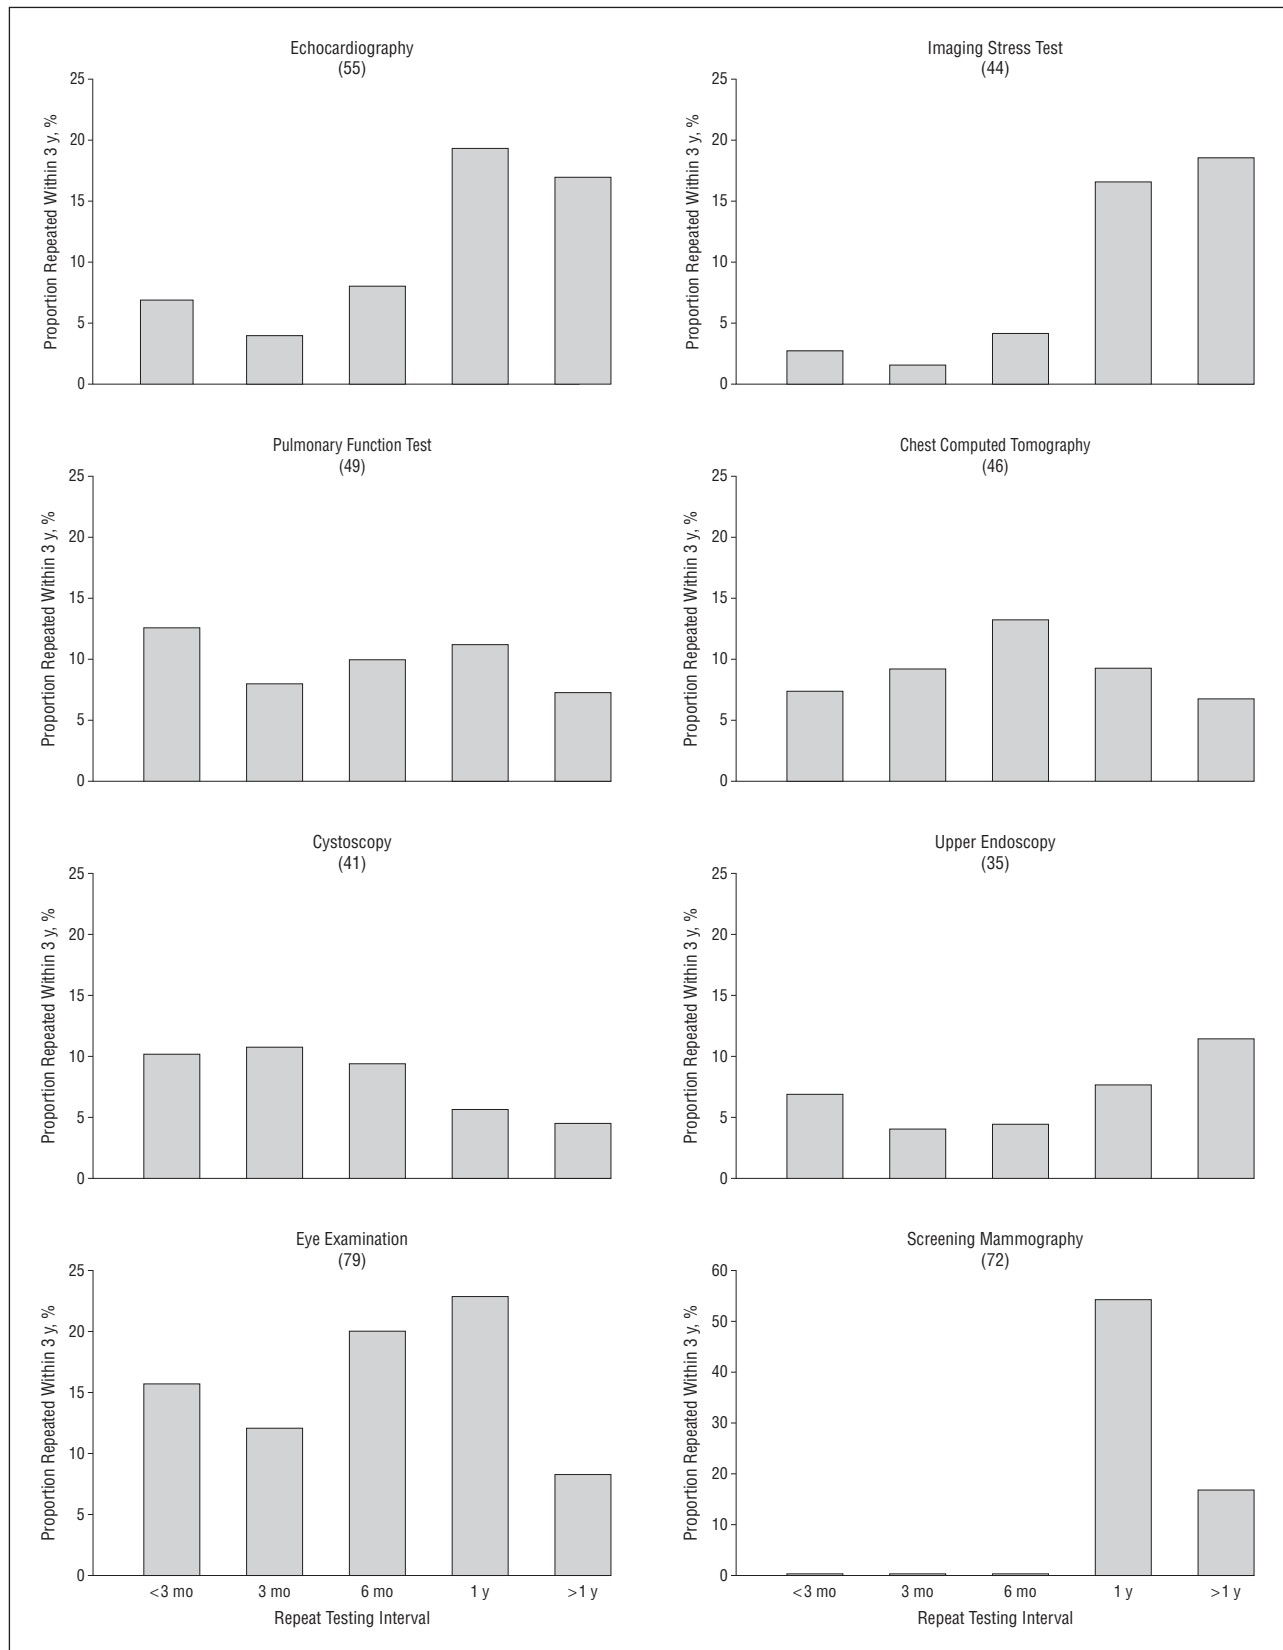 Echocardiography
(55)
25
20
15
10
5
0
Proportion Repeated Within 3 y, %
Imaging Stress Test
(44)
25
20
15
10
5
0
Proportion Repeated Within 3 y, %
Pulmonary Function Test
(49)
25
20
15
10
5
0
Proportion Repeated Within 3 y, %
Chest Computed Tomography
(46)
25
20
15
10
5
0
Proportion Repeated Within 3 y, %
Cystoscopy
(41)
25
20
15
10
5
0
Proportion Repeated Within 3 y, %
Upper Endoscopy
(35)
25
20
15
10
5
0
Proportion Repeated Within 3 y, %
Eye Examination
(79)
25
20
15
10
5
0
Proportion Repeated Within 3 y, %
<3 mo 3 mo 6 mo 1 y >1 y
Repeat Testing Interval
Screening Mammography
(72)
60
50
40
30
20
10
0
Proportion Repeated Within 3 y, %
<3 mo 3 mo 6 mo 1 y >1 y
Repeat Testing Interval